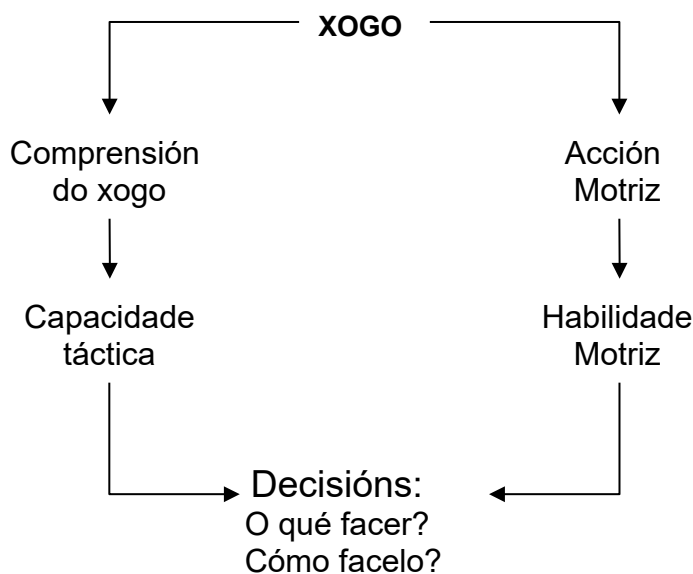 XOGO
Comprensión
do xogo
Acción
Motriz
Capacidade
táctica
Habilidade
Motriz
Decisións:
O qué facer?
Cómo facelo?